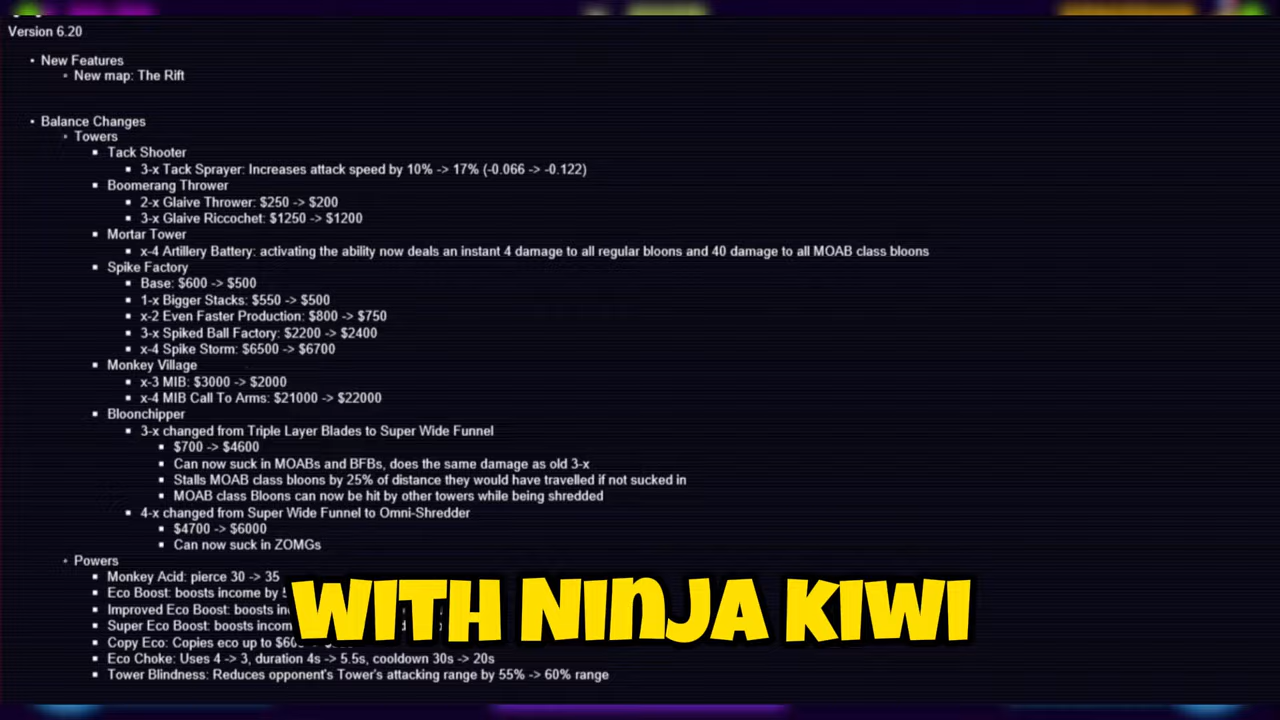 Version 6.20
• New Features
◦ New map: The Rift
• Balance Changes
◦ Towers
▪ Tack Shooter
▪ 3-x Tack Sprayer: Increases attack speed by 10% -> 17% (-0.066 -> -0.122)
▪ Boomerang Thrower
▪ 2-x Glaive Thrower: $250 -> $200
▪ 3-x Glaive Riccochet: $1250 -> $1200
▪ Mortar Tower
▪ x-4 Artillery Battery: activating the ability now deals an instant 4 damage to all regular bloons and 40 damage to all MOAB class bloons
▪ Spike Factory
▪ Base: $600 -> $500
▪ 1-x Bigger Stacks: $550 -> $500
▪ x-2 Even Faster Production: $800 -> $750
▪ 3-x Spiked Ball Factory: $2200 -> $2400
▪ x-4 Spike Storm: $6500 -> $6700
▪ Monkey Village
▪ x-3 MIB: $3000 -> $2000
▪ x-4 MIB Call To Arms: $21000 -> $22000
▪ Bloonchipper
▪ 3-x changed from Triple Layer Blades to Super Wide Funnel
▪ $700 -> $4600
▪ Can now suck in MOABs and BFBs, does the same damage as old 3-x
▪ Stalls MOAB class bloons by 25% of distance they would have travelled if not sucked in
▪ MOAB class Bloons can now be hit by other towers while being shredded
▪ 4-x changed from Super Wide Funnel to Omni-Shredder
▪ $4700 -> $6000
▪ Can now suck in ZOMGs
◦ Powers
▪ Monkey Acid: pierce 30 -> 35
▪ Eco Boost: boosts income by
▪ Improved Eco Boost: boosts
▪ Super Eco Boost: boosts
▪ Copy Eco: Copies eco up to
▪ Eco Choke: Uses 4 -> 3, duration 4s -> 5.5s, cooldown 30s -> 20s
▪ Tower Blindness: Reduces opponent's Tower's attacking range by 55% -> 60% range
WITH NINJA KIWI